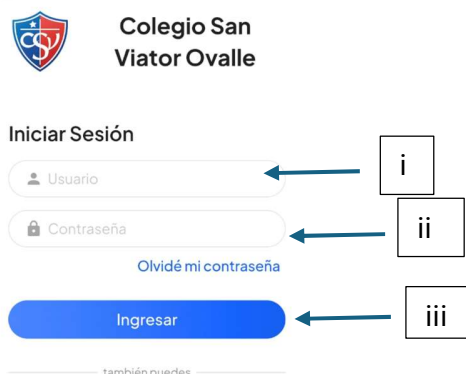 CSV
Colegio San
Viator Ovalle
Iniciar Sesión
i
Usuario
ii
Contraseña
Olvidé mi contraseña
iii
Ingresar
también puedes